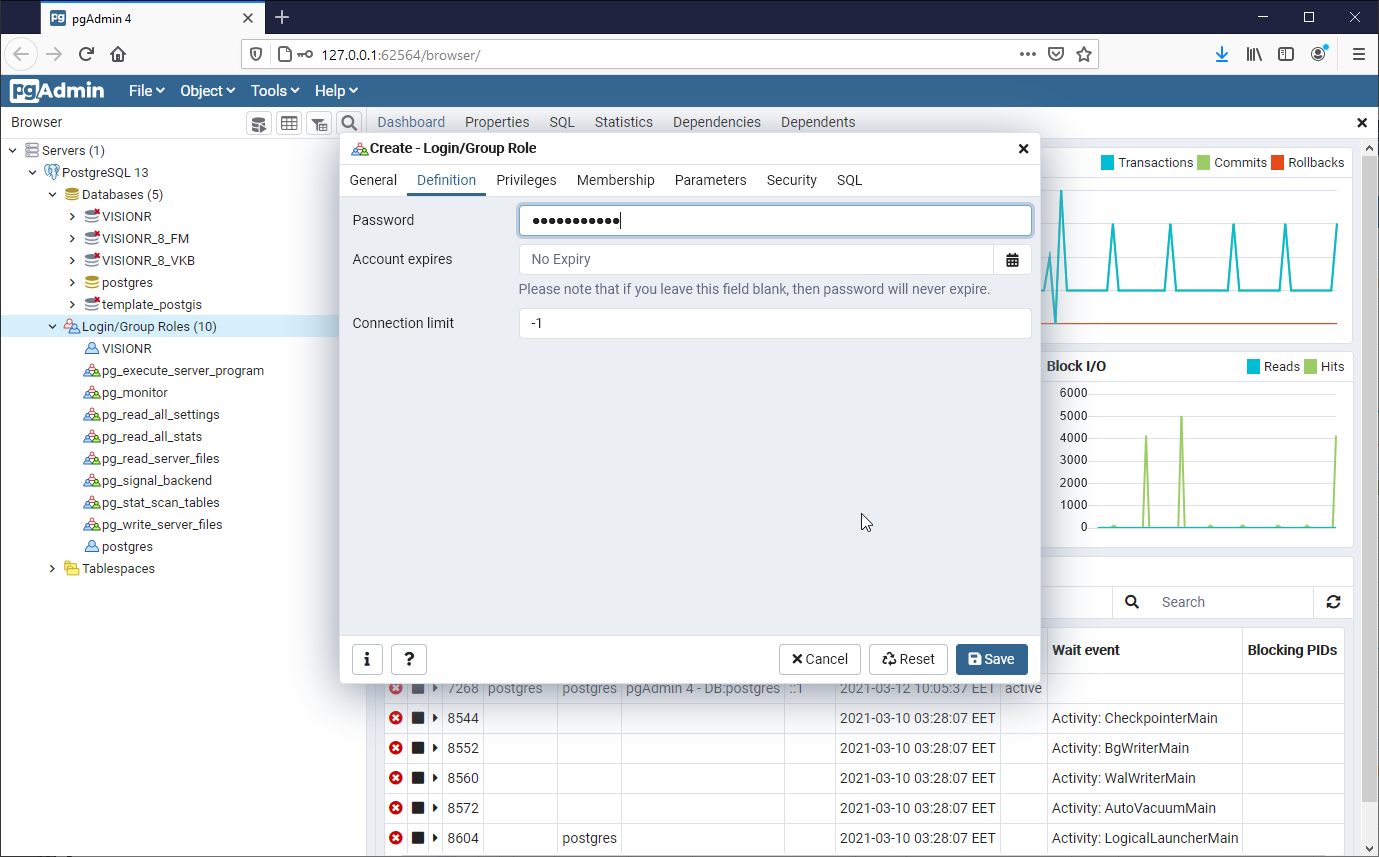 pgAdmin 4
127.0.0.1:62564/browser/
pgAdmin File Object Tools Help
Browser
Dashboard Properties SQL Statistics Dependencies Dependents
Servers (1)
PostgreSQL 13
Databases (5)
VISIONR
VISIONR_8_FM
VISIONR_8_VKB
postgres
template_postgis
Login/Group Roles (10)
VISIONR
pg_execute_server_program
pg_monitor
pg_read_all_settings
pg_read_all_stats
pg_read_server_files
pg_signal_backend
pg_stat_scan_tables
pg_write_server_files
postgres
Tablespaces
Create - Login/Group Role
General Definition Privileges Membership Parameters Security SQL
Password •••••••••••
Account expires No Expiry
Please note that if you leave this field blank, then password will never expire.
Connection limit -1
i ? Cancel Reset Save
Transactions Commits Rollbacks
Block I/O Reads Hits
6000
5000
4000
3000
2000
1000
0
Search
Wait event Blocking PIDs
7268 postgres postgres pgAdmin 4 - DB:postgres ::1 2021-03-12 10:05:37 EET active
8544 2021-03-10 03:28:07 EET Activity: CheckpointerMain
8552 2021-03-10 03:28:07 EET Activity: BgWriterMain
8560 2021-03-10 03:28:07 EET Activity: WalWriterMain
8572 2021-03-10 03:28:07 EET Activity: AutoVacuumMain
8604 postgres 2021-03-10 03:28:07 EET Activity: LogicalLauncherMain